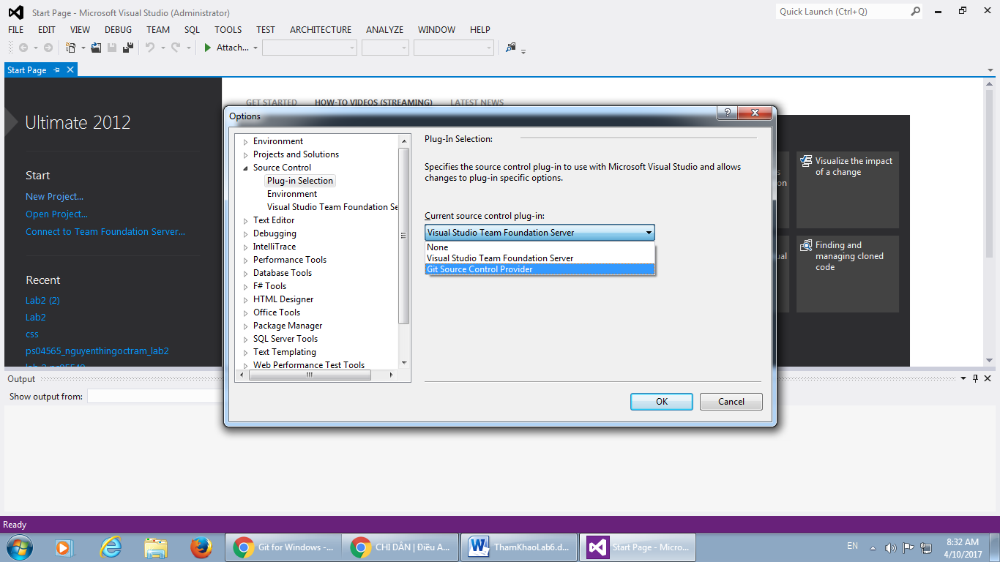 Start Page - Microsoft Visual Studio (Administrator)
Quick Launch (Ctrl+Q)
FILE EDIT VIEW DEBUG TEAM SQL TOOLS TEST ARCHITECTURE ANALYZE WINDOW HELP
Attach...
Start Page
GET STARTED HOW-TO VIDEOS (STREAMING) LATEST NEWS
Ultimate 2012
Start
New Project...
Open Project...
Connect to Team Foundation Server...
Recent
Lab2 (2)
Lab2
css
ps04565_nguyenthingoctram_lab2
Visualize the impact
of a change
Finding and
managing cloned
code
Options
?
Environment
Projects and Solutions
Source Control
Plug-in Selection
Environment
Visual Studio Team Foundation Se
Text Editor
Debugging
IntelliTrace
Performance Tools
Database Tools
F# Tools
HTML Designer
Office Tools
Package Manager
SQL Server Tools
Text Templating
Web Performance Test Tools
Plug-In Selection:
Specifies the source control plug-in to use with Microsoft Visual Studio and allows
changes to plug-in specific options.
Current source control plug-in:
Visual Studio Team Foundation Server
None
Visual Studio Team Foundation Server
Git Source Control Provider
OK Cancel
Output
Show output from:
Ready
Git for Windows -...
CHỈ DẪN | Điều A...
ThamKhaoLab6.d...
Start Page - Micro...
EN
8:32 AM
4/10/2017